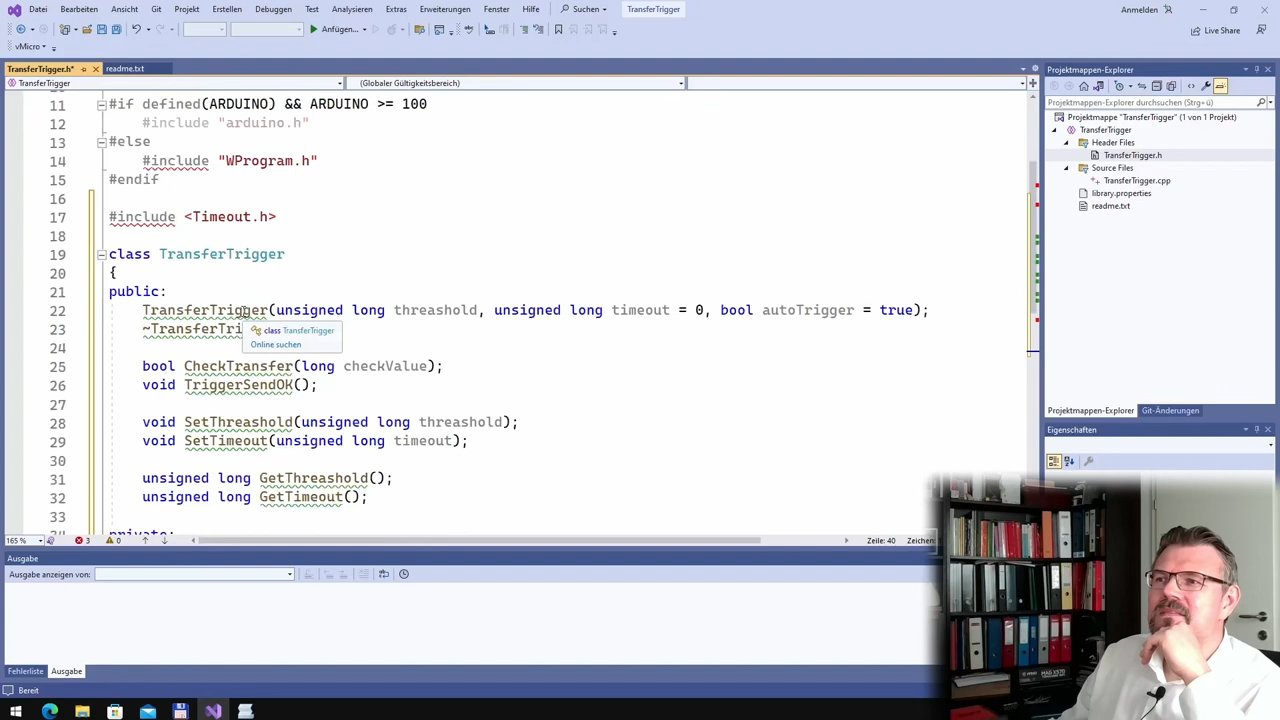 Datei Bearbeiten Ansicht Git Projekt Erstellen Debuggen Test Analysieren Extras Erweiterungen Fenster Hilfe Suchen TransferTrigger Anmelden
Anfügen... Live Share
vMicro
TransferTrigger.h* readme.txt
TransferTrigger (Globaler Gültigkeitsbereich)
11 #if defined(ARDUINO) && ARDUINO >= 100
12 #include "arduino.h"
13 #else
14 #include "WProgram.h"
15 #endif
16
17 #include <Timeout.h>
18
19 class TransferTrigger
20 {
21 public:
22 TransferTrigger(unsigned long threashold, unsigned long timeout = 0, bool autoTrigger = true);
23 ~TransferTri
class TransferTrigger
Online suchen
24
25 bool CheckTransfer(long checkValue);
26 void TriggerSendOK();
27
28 void SetThreashold(unsigned long threashold);
29 void SetTimeout(unsigned long timeout);
30
31 unsigned long GetThreashold();
32 unsigned long GetTimeout();
33
private:
165 % 3 0 Zeile: 40 Zeichen:
Ausgabe
Ausgabe anzeigen von:
Fehlerliste Ausgabe
Bereit
Projektmappen-Explorer
Projektmappen-Explorer durchsuchen (Strg+ü)
Projektmappe "TransferTrigger" (1 von 1 Projekt)
TransferTrigger
Header Files
TransferTrigger.h
Source Files
TransferTrigger.cpp
library.properties
readme.txt
Projektmappen-Explorer Git-Änderungen
Eigenschaften